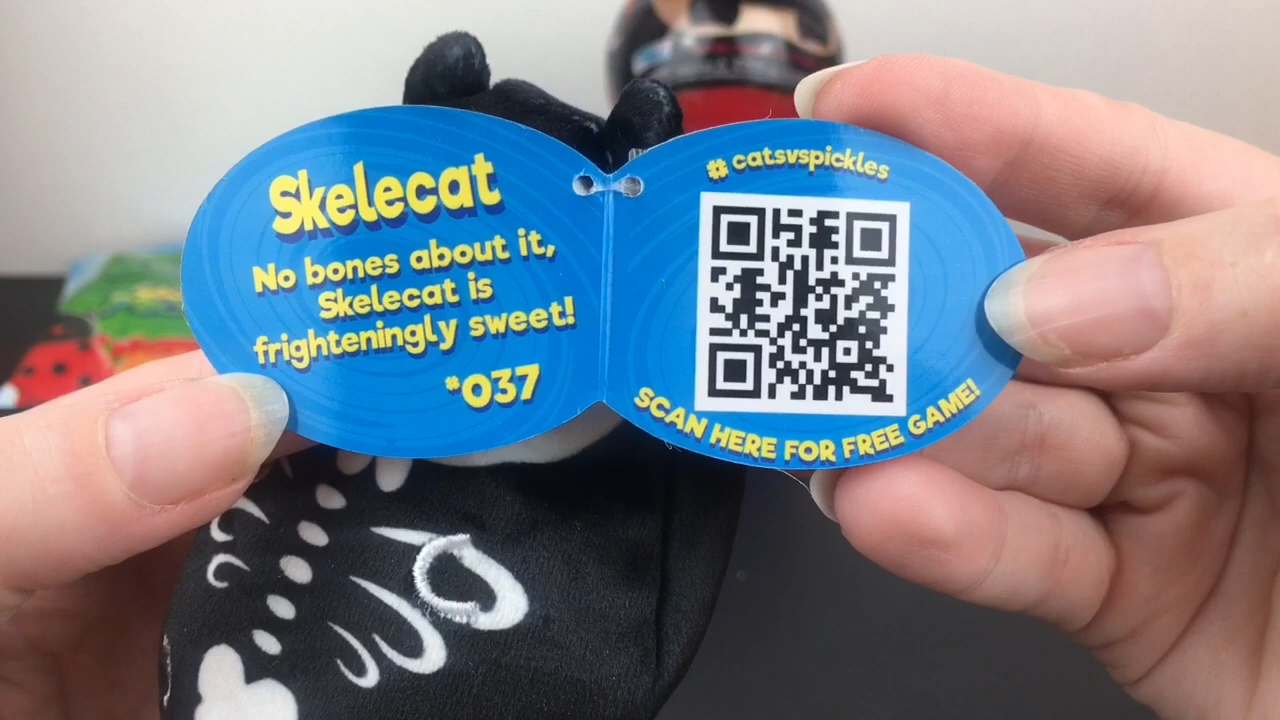 Skelecat
No bones about it,
Skelecat is
frighteningly sweet!
#037
#catsvspickles
SCAN HERE FOR FREE GAME!